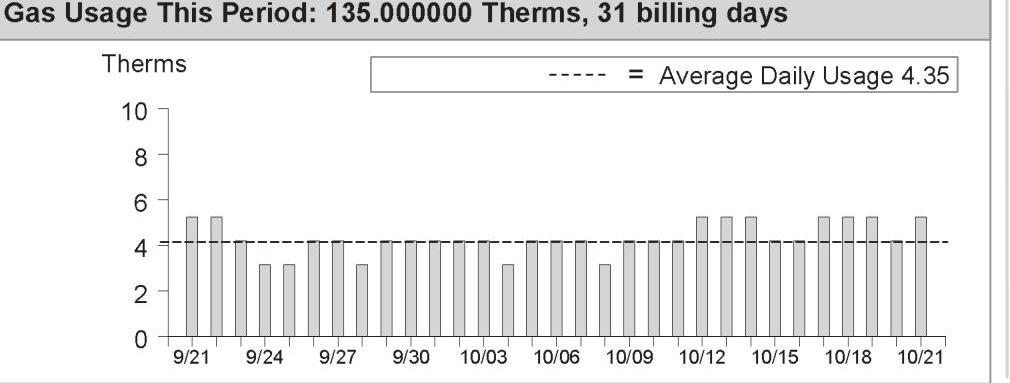 Gas Usage This Period: 135.000000 Therms, 31 billing days
Therms
----- = Average Daily Usage 4.35
10
8
6
4
2
0
9/21 9/24 9/27 9/30 10/03 10/06 10/09 10/12 10/15 10/18 10/21